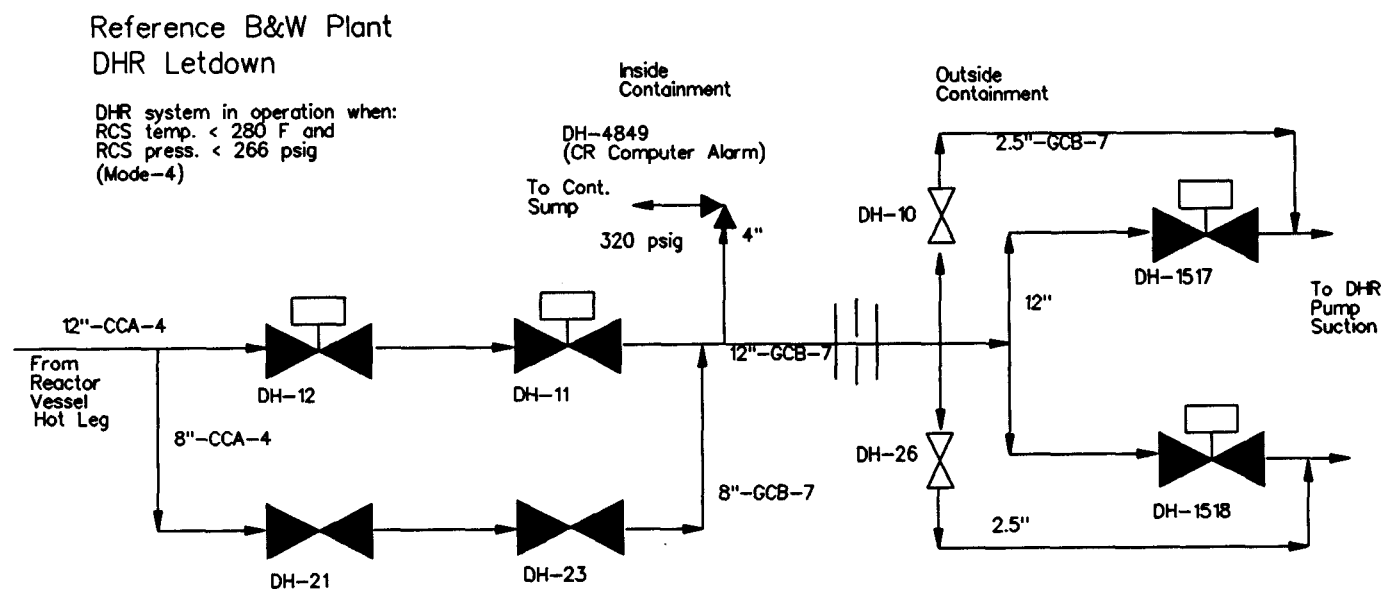 Reference B&W Plant
DHR Letdown
DHR system in operation when:
RCS temp. < 280 F and
RCS press. < 266 psig
(Mode-4)
Inside
Containment
Outside
Containment
DH-4849
(CR Computer Alarm)
To Cont.
Sump
320 psig
4"
2.5"-GCB-7
DH-10
DH-1517
12"
To DHR
Pump
Suction
12"-CCA-4
From
Reactor
Vessel
Hot Leg
DH-12
DH-11
12"-GCB-7
8"-CCA-4
8"-GCB-7
DH-26
DH-1518
2.5"
DH-21
DH-23